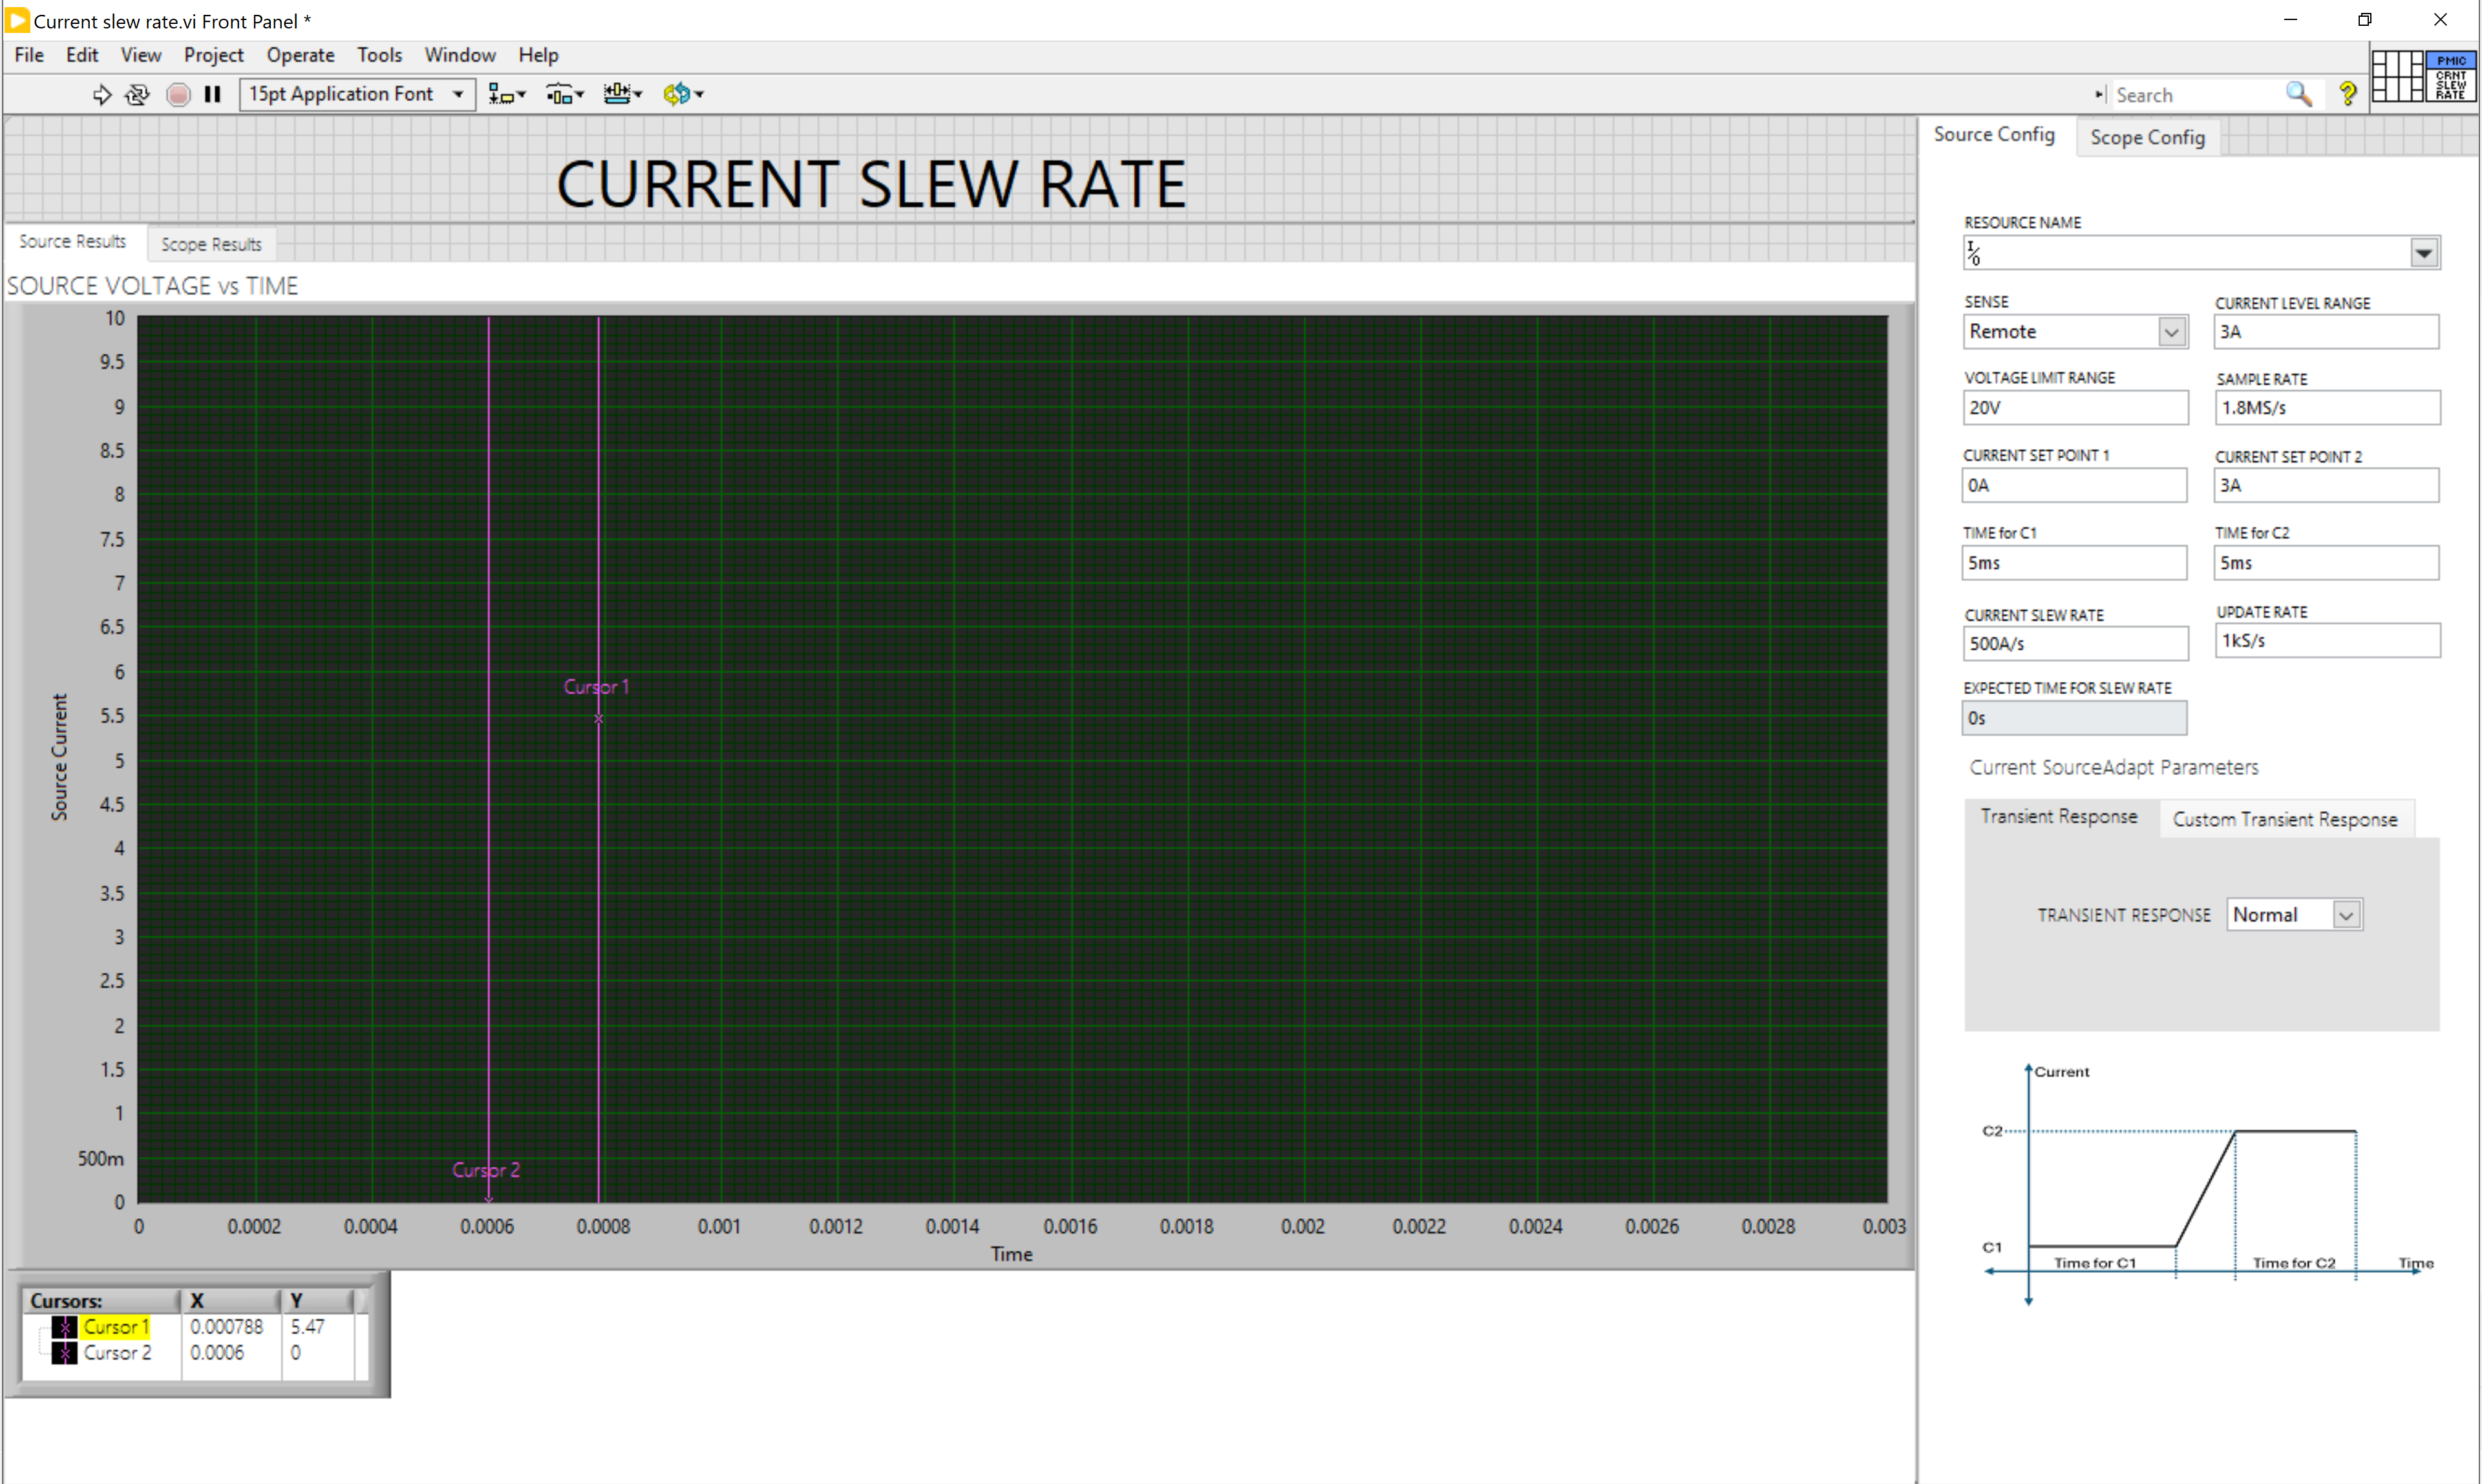 Current slew rate.vi Front Panel *
File Edit View Project Operate Tools Window Help
15pt Application Font
Search
PMIC
CRNT
SLEW
RATE
CURRENT SLEW RATE
Source Results Scope Results
SOURCE VOLTAGE vs TIME
Source Current
10
9.5
9
8.5
8
7.5
7
6.5
6
5.5
5
4.5
4
3.5
3
2.5
2
1.5
1
500m
0
Cursor 1
Cursor 2
0 0.0002 0.0004 0.0006 0.0008 0.001 0.0012 0.0014 0.0016 0.0018 0.002 0.0022 0.0024 0.0026 0.0028 0.003
Time
Cursors: X Y
Cursor 1 0.000788 5.47
Cursor 2 0.0006 0
Source Config Scope Config
RESOURCE NAME
I/O
SENSE CURRENT LEVEL RANGE
Remote 3A
VOLTAGE LIMIT RANGE SAMPLE RATE
20V 1.8MS/s
CURRENT SET POINT 1 CURRENT SET POINT 2
0A 3A
TIME for C1 TIME for C2
5ms 5ms
CURRENT SLEW RATE UPDATE RATE
500A/s 1kS/s
EXPECTED TIME FOR SLEW RATE
0s
Current SourceAdapt Parameters
Transient Response Custom Transient Response
TRANSIENT RESPONSE Normal
Current
C2
C1
Time for C1 Time for C2 Time